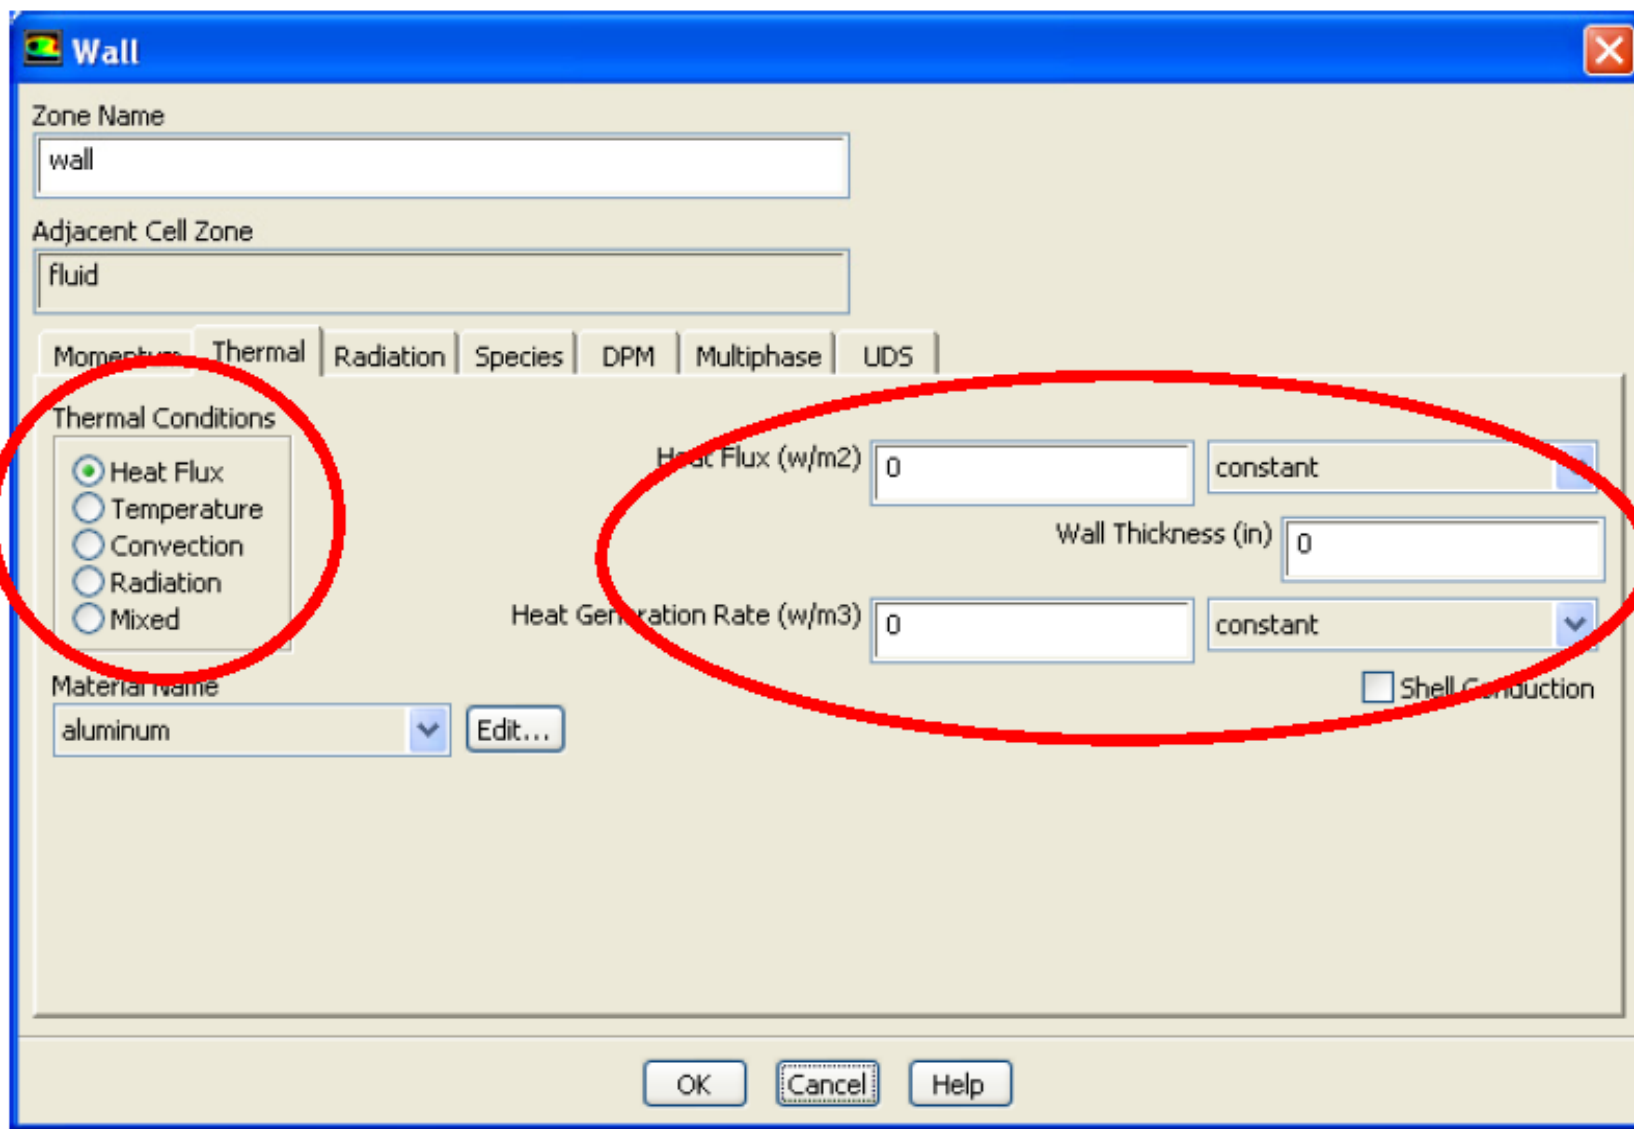 Wall
Zone Name
wall
Adjacent Cell Zone
fluid
Momentum Thermal Radiation Species DPM Multiphase UDS
Thermal Conditions
Heat Flux
Temperature
Convection
Radiation
Mixed
Heat Flux (w/m2) 0 constant
Wall Thickness (in) 0
Heat Generation Rate (w/m3) 0 constant
Shell Conduction
Material Name
aluminum Edit...
OK Cancel Help